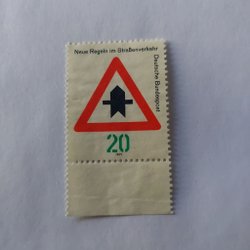 Neue Regeln im Straßenverkehr
Deutsche Bundespost
20